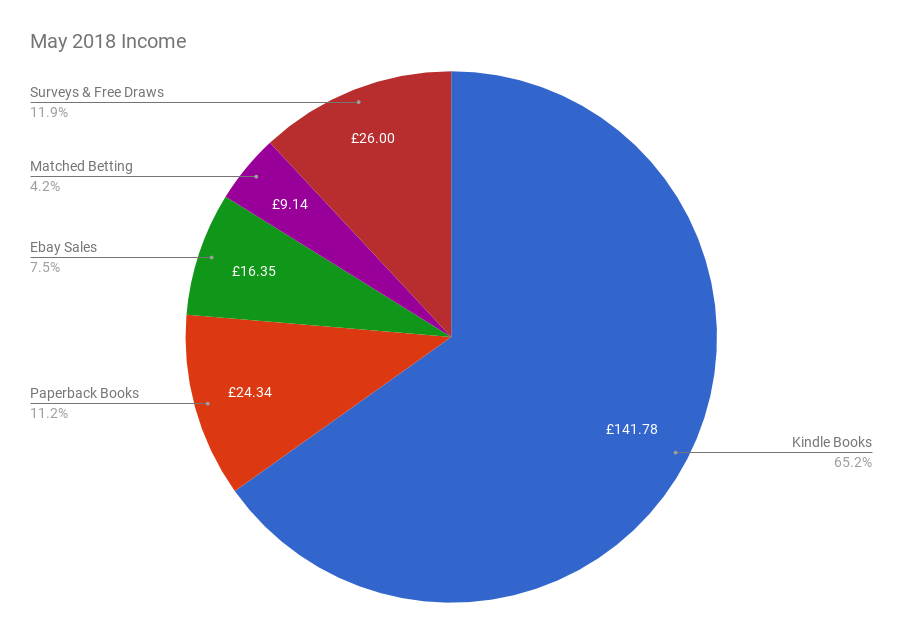 May 2018 Income
Surveys & Free Draws
11.9%
£26.00
Matched Betting
4.2%
£9.14
Ebay Sales
7.5%
£16.35
Paperback Books
11.2%
£24.34
£141.78
Kindle Books
65.2%